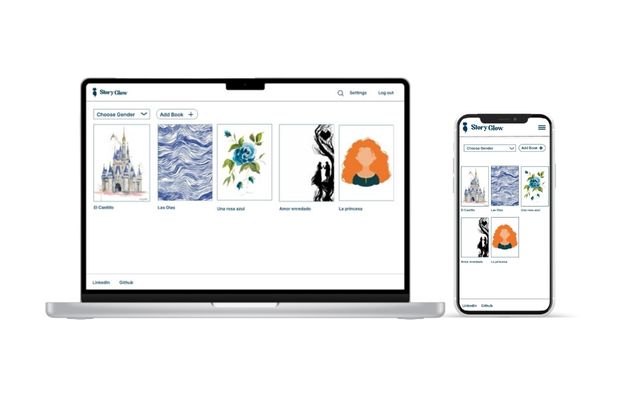 Story Glow
Settings
Log out
Choose Gender
Add Book +
El Castillo
Las Olas
Una rosa azul
Amor enredado
La princesa
LinkedIn
Github
Story Glow
Choose Gender
Add Book +
El Castillo
Las Olas
Una rosa azul
Amor enredado
La princesa
LinkedIn
Github